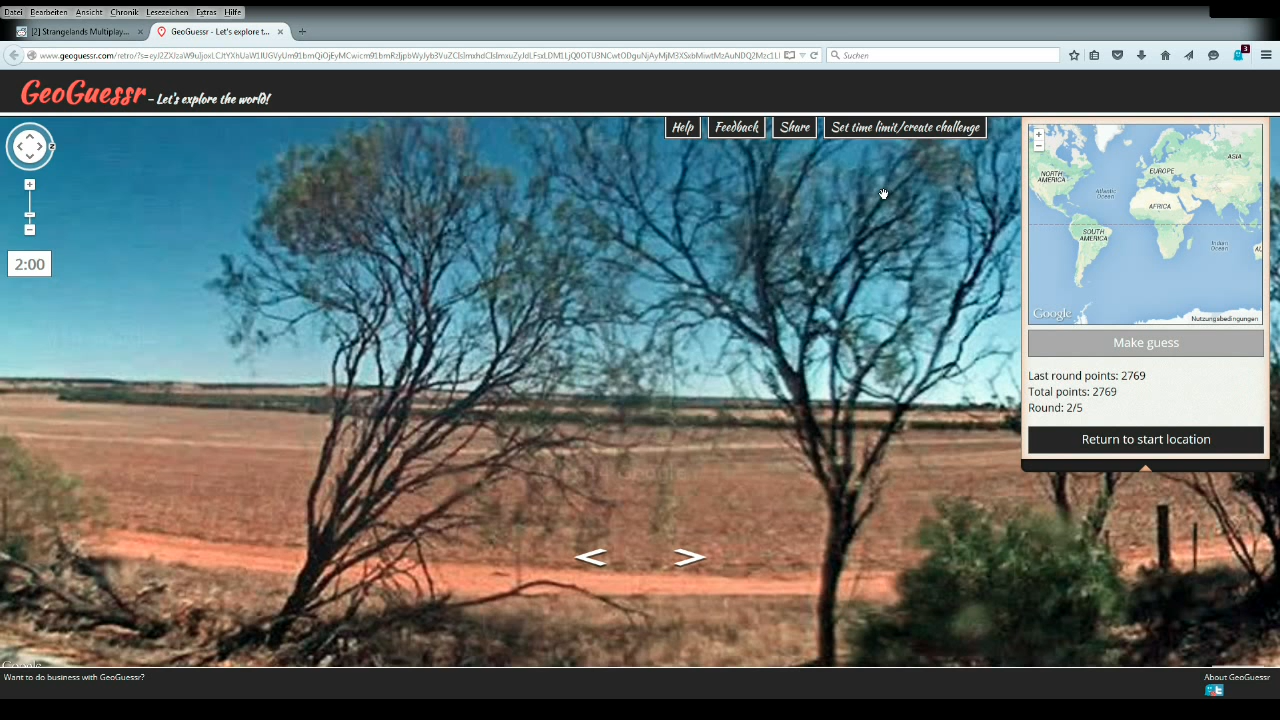 Datei Bearbeiten Ansicht Chronik Lesezeichen Extras Hilfe
[2] Strangelands Multiplay...
GeoGuessr - Let's explore t...
Suchen
3
GeoGuessr - Let's explore the world!
Help
Feedback
Share
Set time limit/create challenge
2:00
NORTH AMERICA
EUROPE
ASIA
Atlantic Ocean
AFRICA
SOUTH AMERICA
Indian Ocean
Google
Nutzungsbedingungen
Make guess
Last round points: 2769
Total points: 2769
Round: 2/5
Return to start location
Google
Want to do business with GeoGuessr?
About GeoGuessr